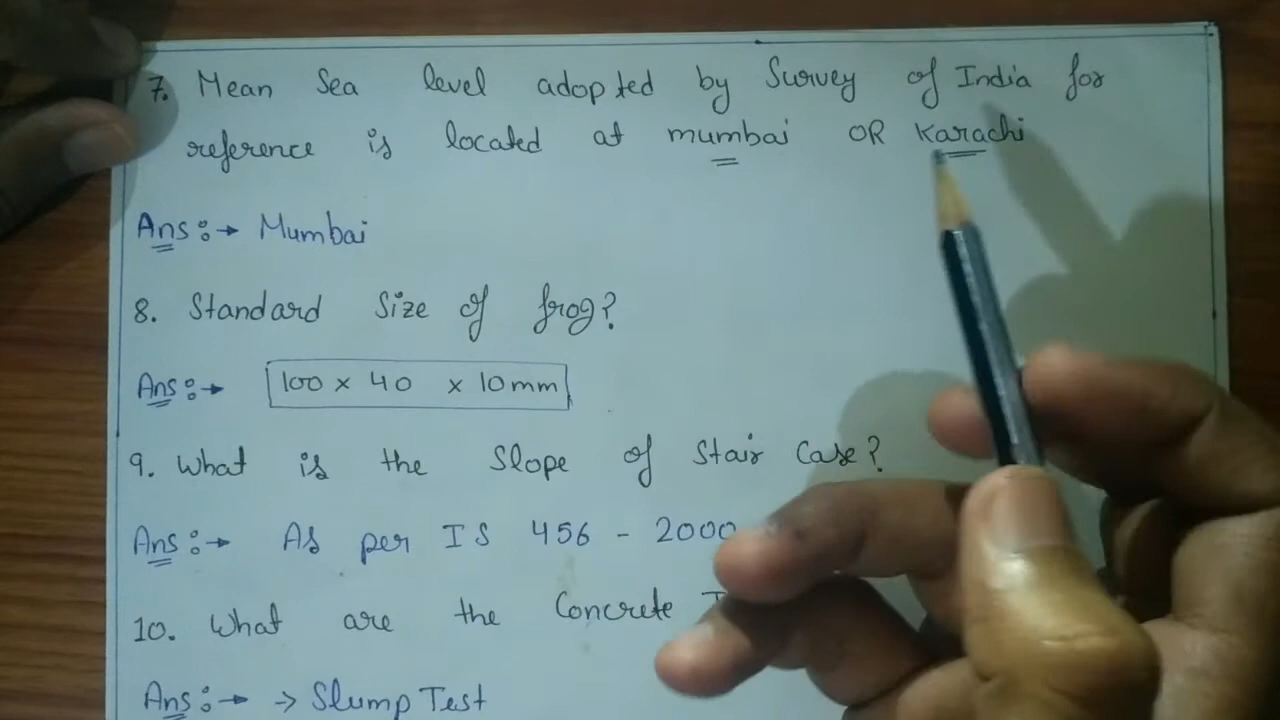 7. Mean Sea level adopted by Survey of India for
reference is located at mumbai OR Karachi
Ans:→ Mumbai
8. Standard Size of frog?
Ans:→ 100 x 40 x 10mm
9. What is the Slope of Stair Case?
Ans:→ As per IS 456 - 2000
10. What are the Concrete
Ans:→ → Slump Test